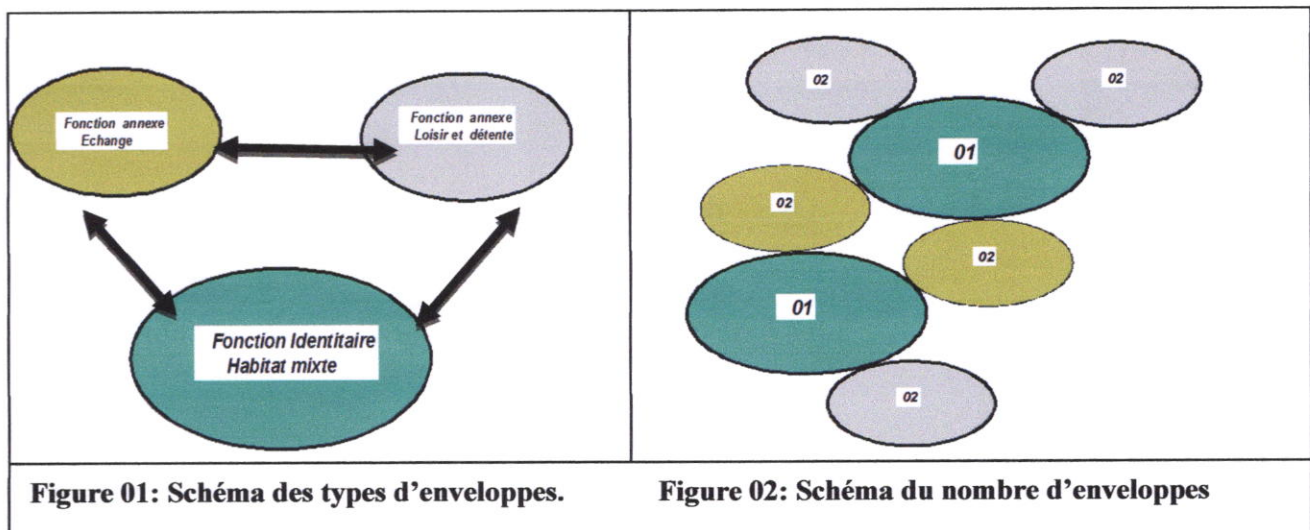 Fonction annexe
Echange
Fonction annexe
Loisir et détente
Fonction Identitaire
Habitat mixte
02
02
01
02
02
01
02
Figure 01: Schéma des types d'enveloppes.
Figure 02: Schéma du nombre d'enveloppes